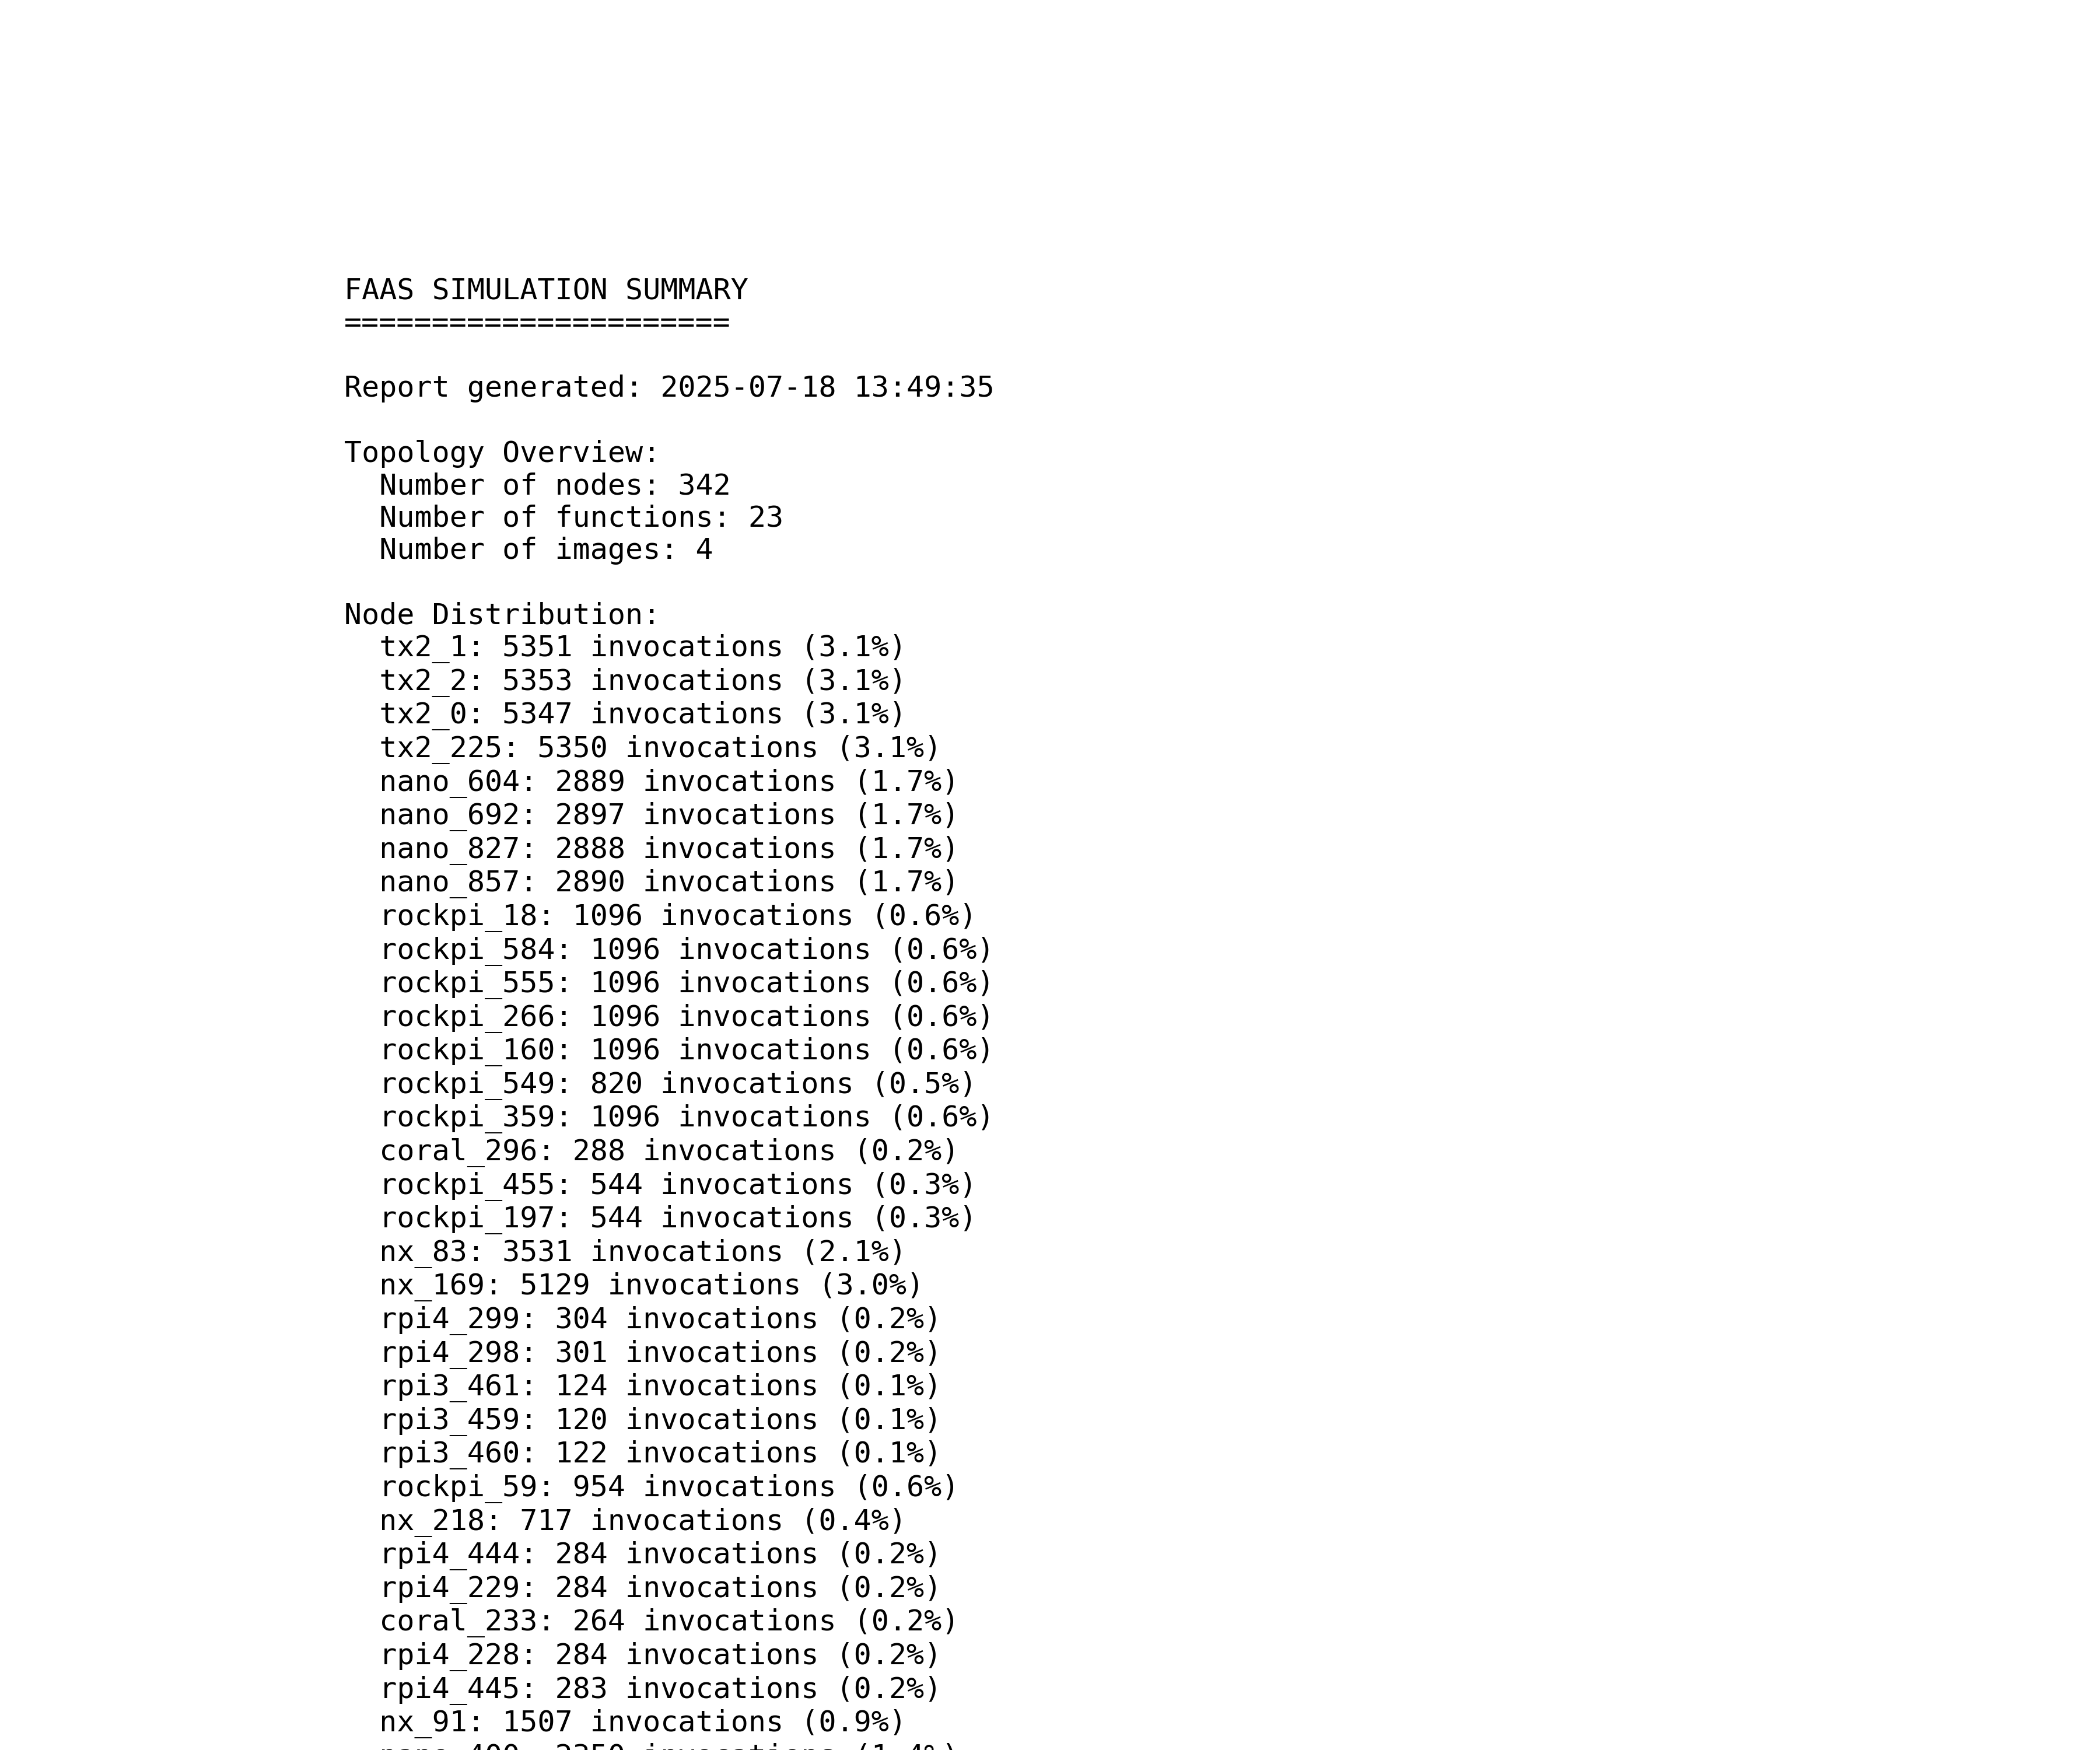 FAAS SIMULATION SUMMARY
======================
Report generated: 2025-07-18 13:49:35
Topology Overview:
  Number of nodes: 342
  Number of functions: 23
  Number of images: 4
Node Distribution:
  tx2_1: 5351 invocations (3.1%)
  tx2_2: 5353 invocations (3.1%)
  tx2_0: 5347 invocations (3.1%)
  tx2_225: 5350 invocations (3.1%)
  nano_604: 2889 invocations (1.7%)
  nano_692: 2897 invocations (1.7%)
  nano_827: 2888 invocations (1.7%)
  nano_857: 2890 invocations (1.7%)
  rockpi_18: 1096 invocations (0.6%)
  rockpi_584: 1096 invocations (0.6%)
  rockpi_555: 1096 invocations (0.6%)
  rockpi_266: 1096 invocations (0.6%)
  rockpi_160: 1096 invocations (0.6%)
  rockpi_549: 820 invocations (0.5%)
  rockpi_359: 1096 invocations (0.6%)
  coral_296: 288 invocations (0.2%)
  rockpi_455: 544 invocations (0.3%)
  rockpi_197: 544 invocations (0.3%)
  nx_83: 3531 invocations (2.1%)
  nx_169: 5129 invocations (3.0%)
  rpi4_299: 304 invocations (0.2%)
  rpi4_298: 301 invocations (0.2%)
  rpi3_461: 124 invocations (0.1%)
  rpi3_459: 120 invocations (0.1%)
  rpi3_460: 122 invocations (0.1%)
  rockpi_59: 954 invocations (0.6%)
  nx_218: 717 invocations (0.4%)
  rpi4_444: 284 invocations (0.2%)
  rpi4_229: 284 invocations (0.2%)
  coral_233: 264 invocations (0.2%)
  rpi4_228: 284 invocations (0.2%)
  rpi4_445: 283 invocations (0.2%)
  nx_91: 1507 invocations (0.9%)